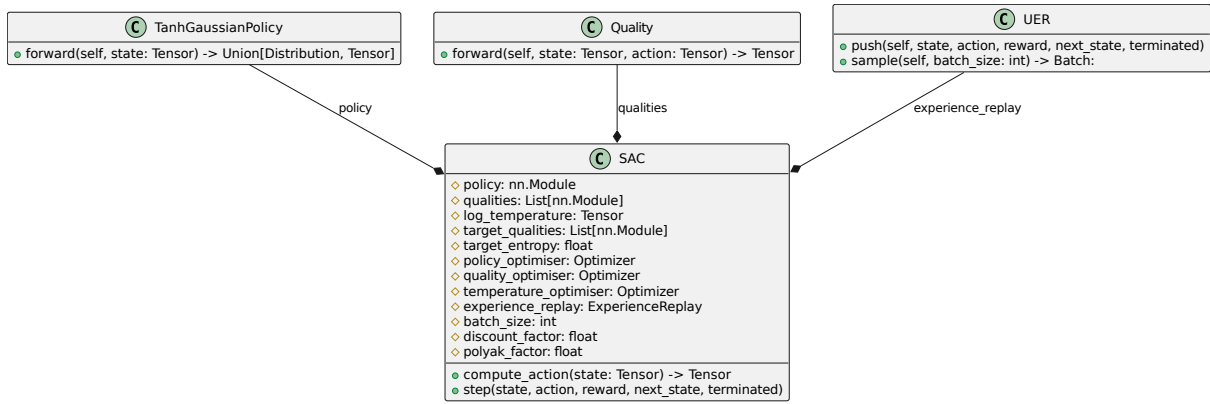 C TanhGaussianPolicy
forward(self, state: Tensor) -> Union[Distribution, Tensor]
C Quality
forward(self, state: Tensor, action: Tensor) -> Tensor
C UER
push(self, state, action, reward, next_state, terminated)
sample(self, batch_size: int) -> Batch:
policy
qualities
experience_replay
C SAC
policy: nn.Module
qualities: List[nn.Module]
log_temperature: Tensor
target_qualities: List[nn.Module]
target_entropy: float
policy_optimiser: Optimizer
quality_optimiser: Optimizer
temperature_optimiser: Optimizer
experience_replay: ExperienceReplay
batch_size: int
discount_factor: float
polyak_factor: float
compute_action(state: Tensor) -> Tensor
step(state, action, reward, next_state, terminated)